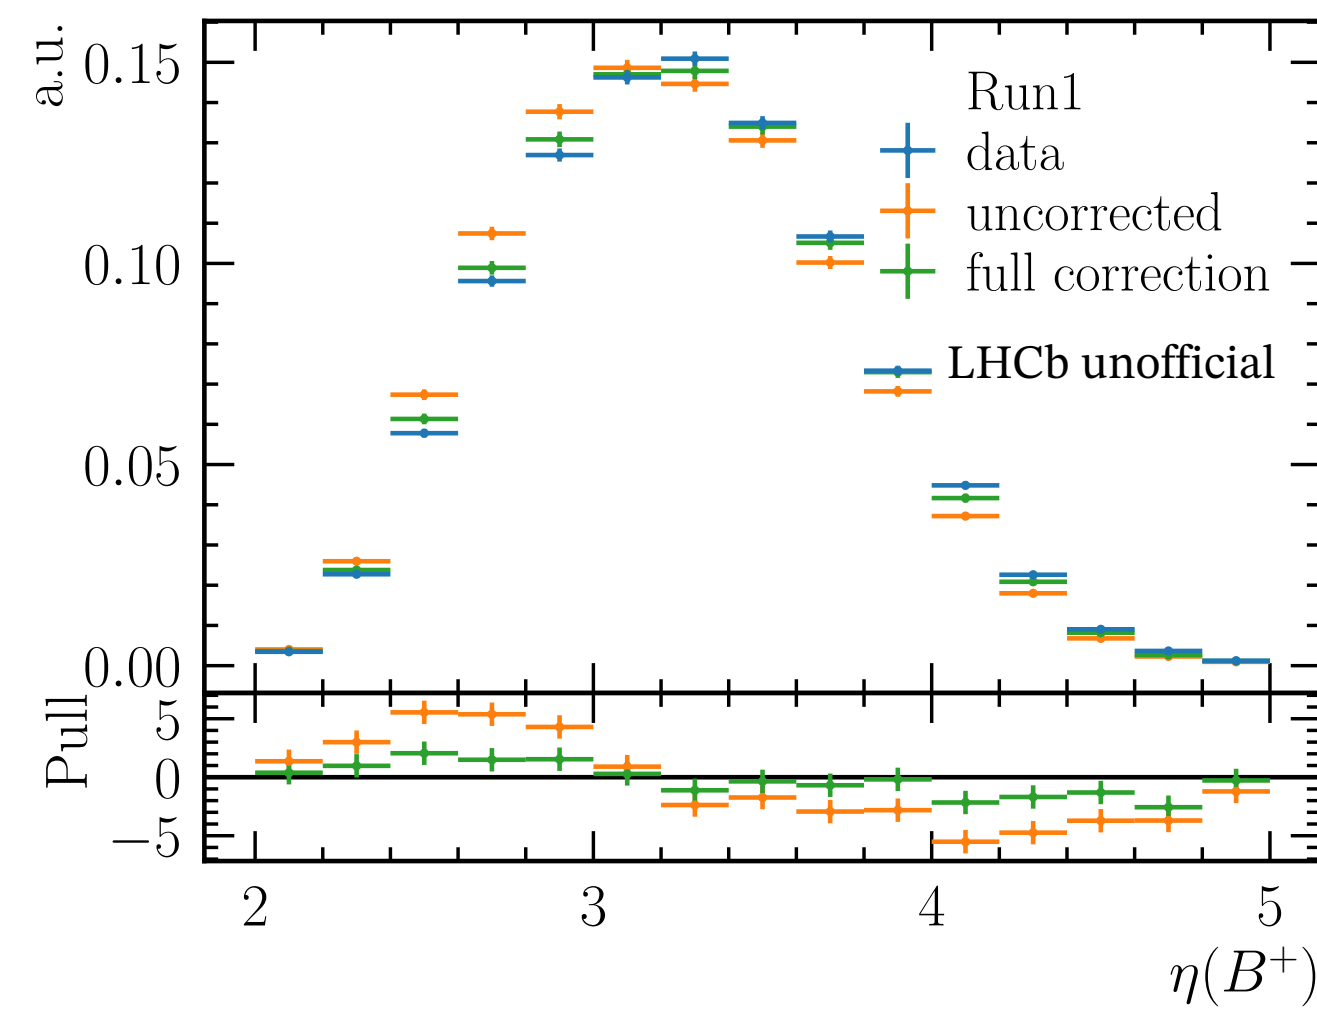 a.u.
0.15
0.10
0.05
0.00
Run1
data
uncorrected
full correction
LHCb unofficial
Pull
5
0
−5
2 3 4 5
η(B⁺)